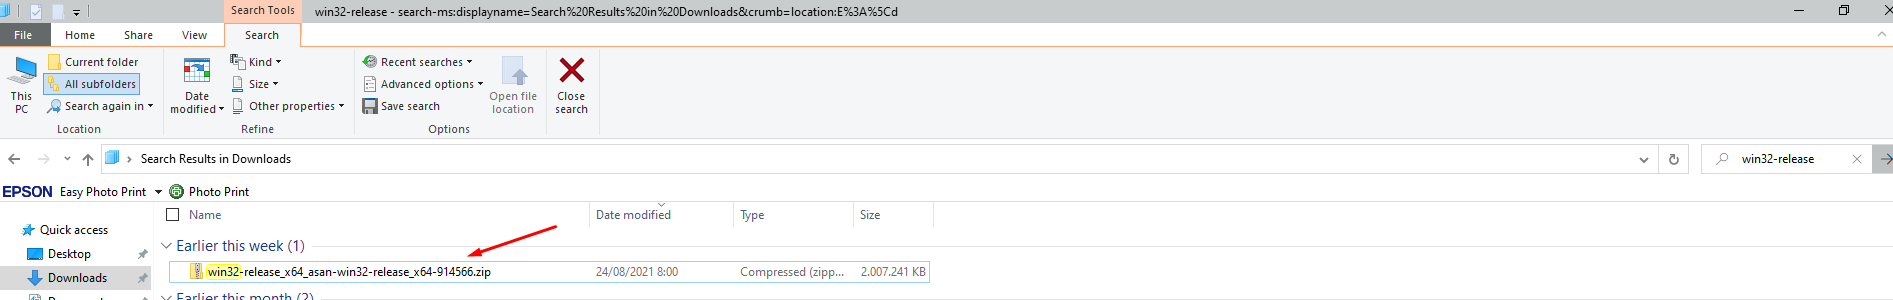 Search Tools
win32-release - search-ms:displayname=Search%20Results%20in%20Downloads&crumb=location:E%3A%5Cd
File Home Share View Search
This PC
Current folder
All subfolders
Search again in
Location
Date modified
Kind
Size
Other properties
Refine
Recent searches
Advanced options
Save search
Open file location
Options
Close search
Search Results in Downloads
win32-release
EPSON Easy Photo Print Photo Print
Name Date modified Type Size
Quick access
Desktop
Downloads
Earlier this week (1)
win32-release_x64_asan-win32-release_x64-914566.zip 24/08/2021 8:00 Compressed (zipp... 2.007.241 KB
Earlier this month (2)